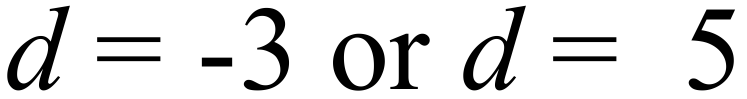 d = -3 or d = 5